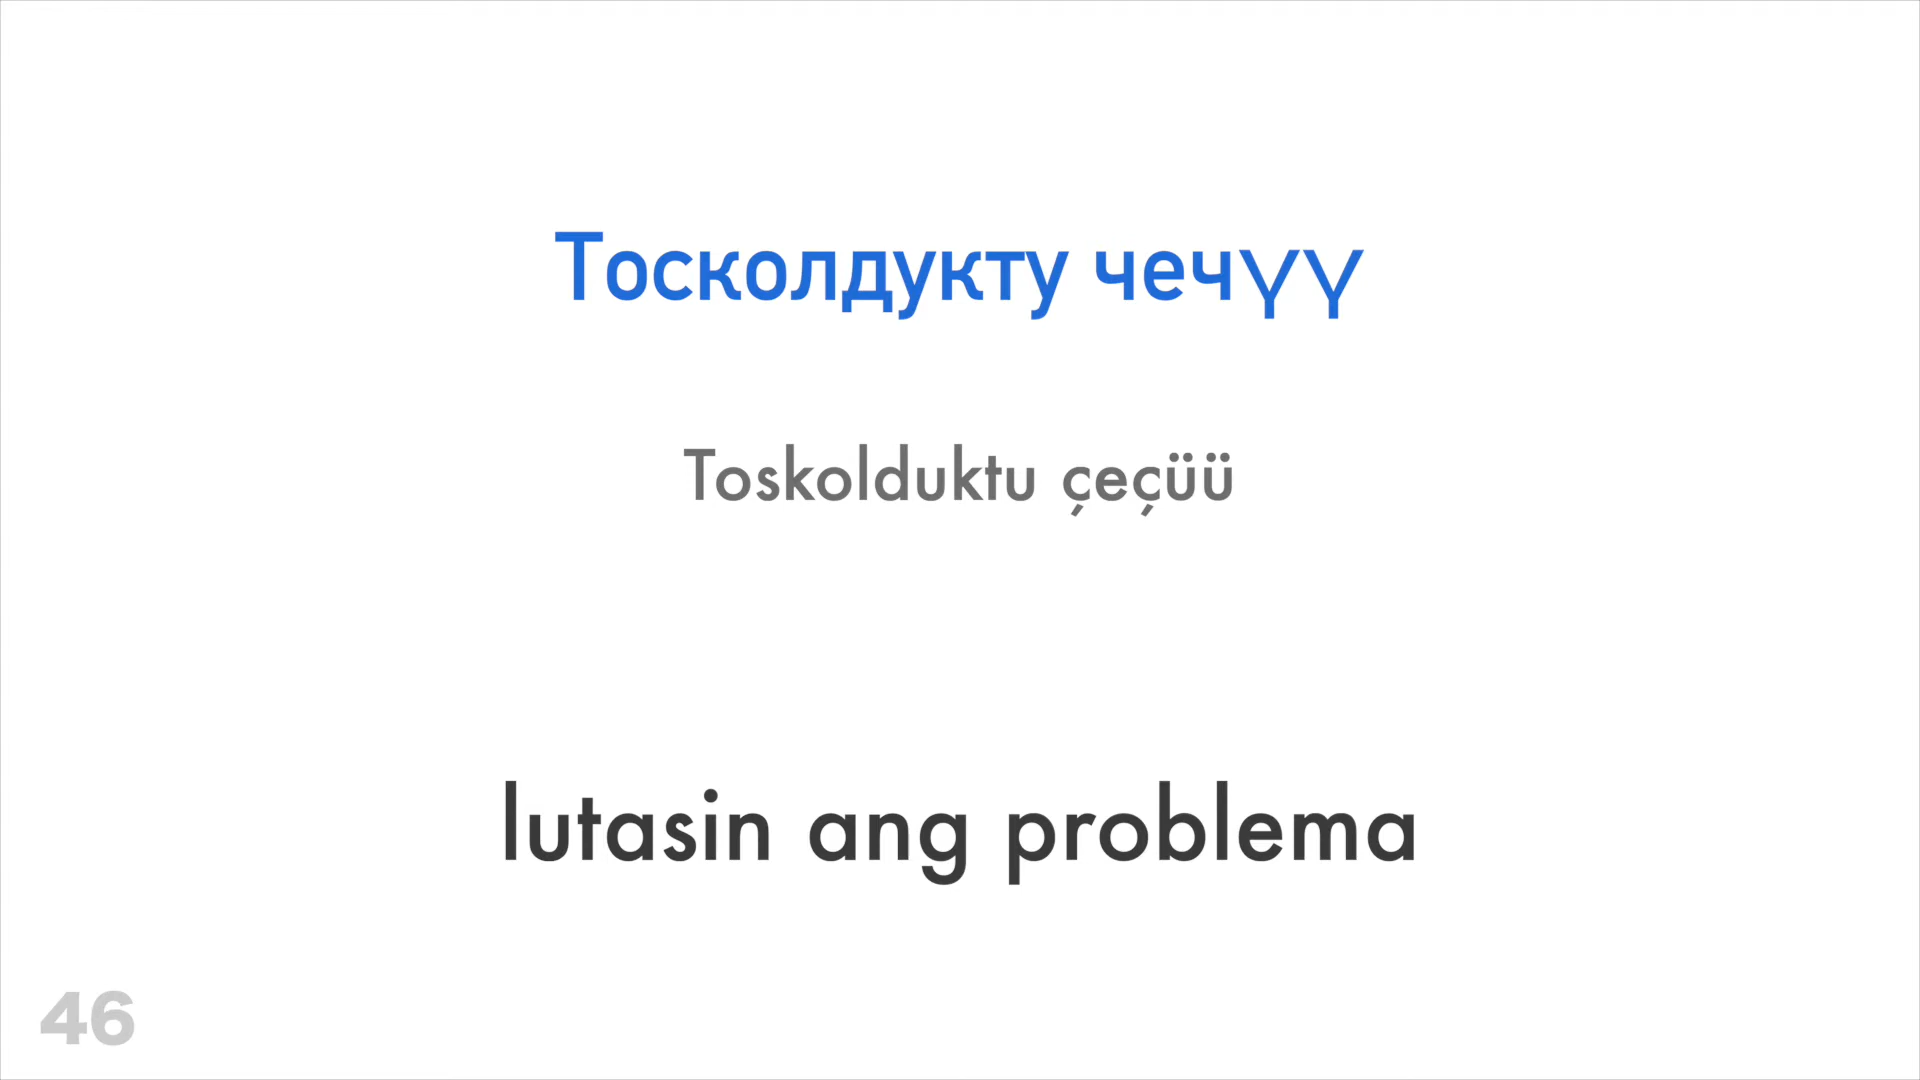 Тосколдукту чечүү
Toskolduktu çeçüü
lutasin ang problema
46